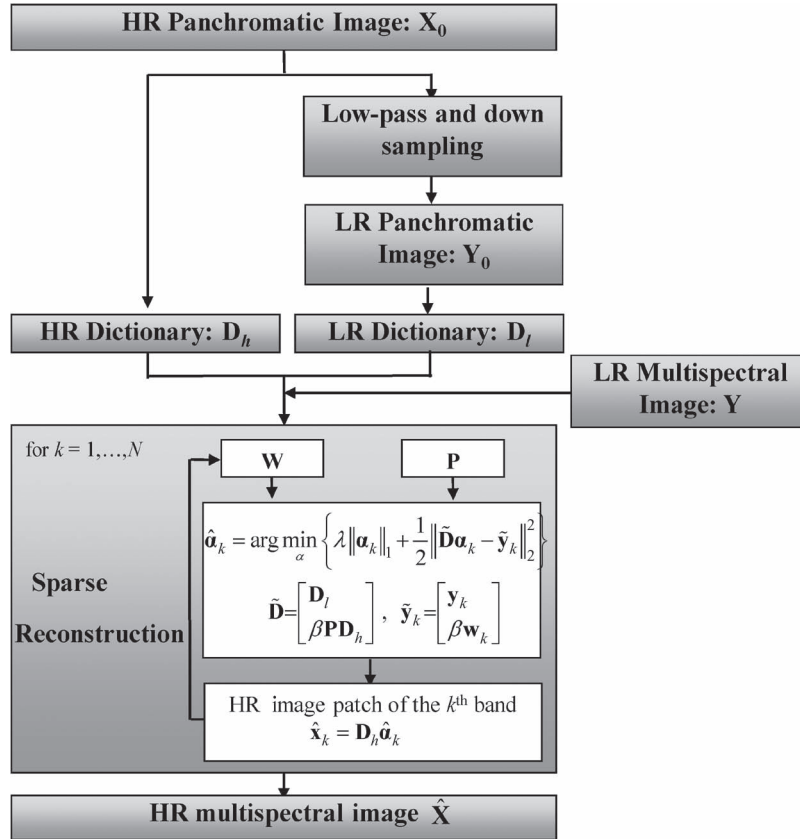 HR Panchromatic Image: X₀
Low-pass and down
sampling
LR Panchromatic
Image: Y₀
HR Dictionary: Dₕ
LR Dictionary: Dₗ
LR Multispectral
Image: Y
for k = 1,...,N
W
P
α̂ₖ = arg min_α {λ‖αₖ‖₁ + 1/2‖D̃αₖ − ỹₖ‖₂²}
D̃=[Dₗ; βPDₕ] , ỹₖ=[yₖ; βwₖ]
Sparse
Reconstruction
HR image patch of the kᵗʰ band
x̂ₖ = Dₕα̂ₖ
HR multispectral image X̂